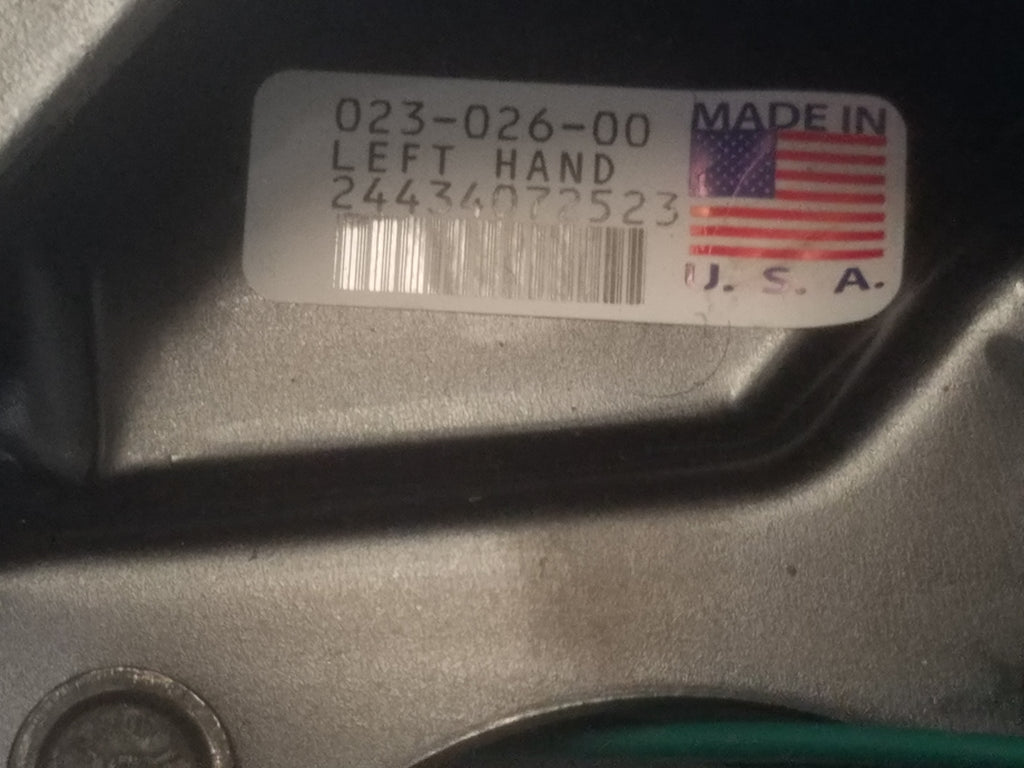 023-026-00
LEFT HAND
24434072523
MADE IN
U. S. A.